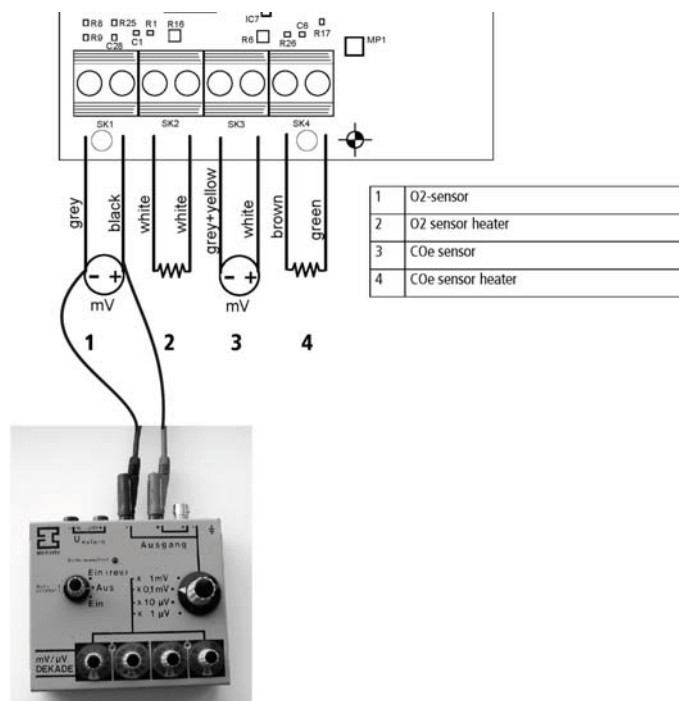 R8 R25 R1 R16
R9 C28 C1
IC7
R6 R26 C6 R17
MP1
SK1 SK2 SK3 SK4
grey
black
white
white
grey+yellow
white
brown
green
- +
mV
- +
mV
1 2 3 4
1 O2-sensor
2 O2 sensor heater
3 COe sensor
4 COe sensor heater
Ausgang
Ein (rev)
Aus
Ein
x 1mV
x 0,1mV
x 10 µV
x 1 µV
mV/µV
DEKADE